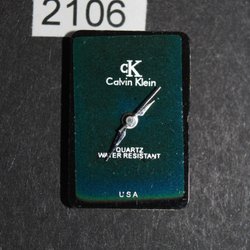 2106
cK
Calvin Klein
QUARTZ
WATER RESISTANT
USA